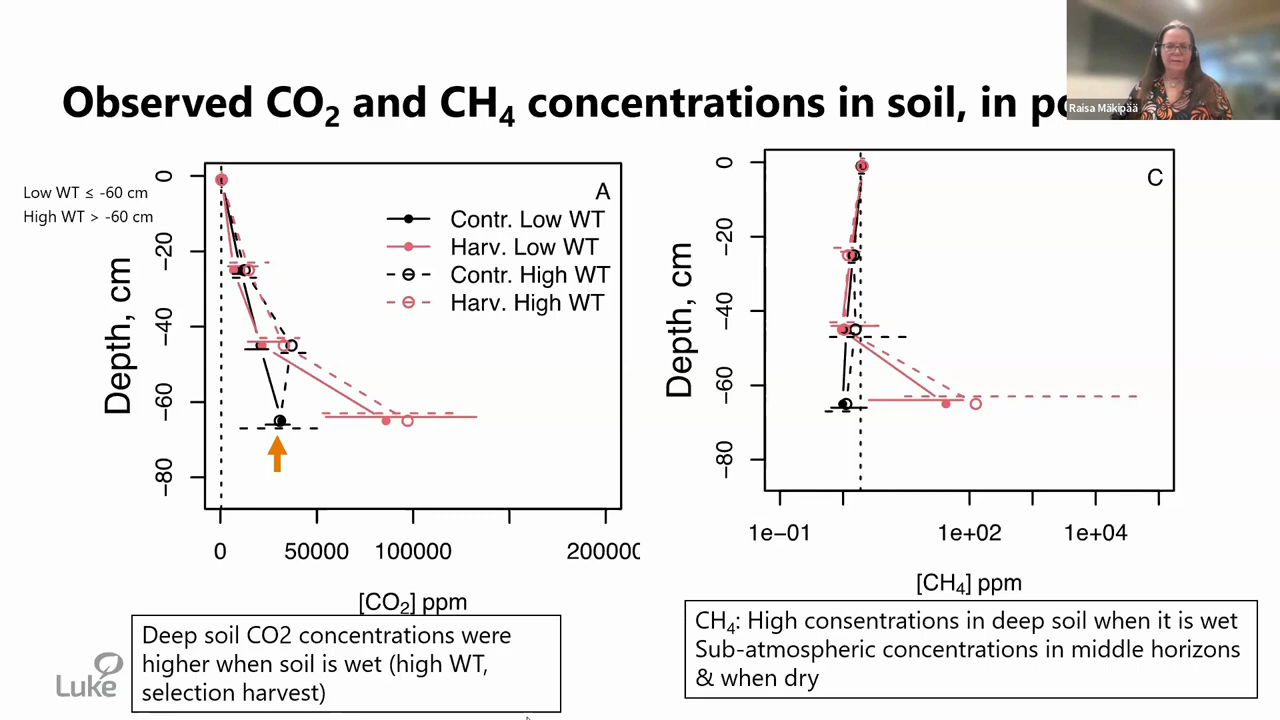 Observed CO2 and CH4 concentrations in soil, in
Raisa Mäkipää
Low WT ≤ -60 cm
High WT > -60 cm
A
Contr. Low WT
Harv. Low WT
Contr. High WT
Harv. High WT
Depth, cm
0
−20
−40
−60
−80
0 50000 100000 200000
[CO2] ppm
C
Depth, cm
0
−20
−40
−60
−80
1e−01 1e+02 1e+04
[CH4] ppm
Deep soil CO2 concentrations were
higher when soil is wet (high WT,
selection harvest)
CH4: High consentrations in deep soil when it is wet
Sub-atmospheric concentrations in middle horizons
& when dry
Luke